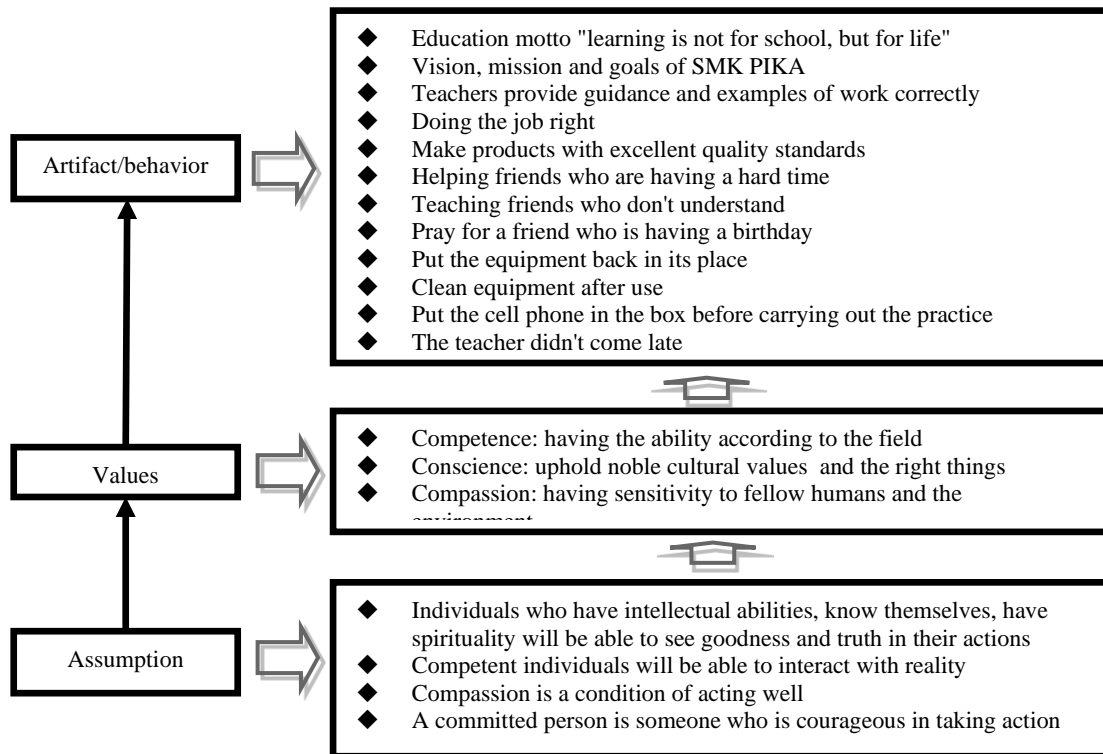 Artifact/behavior
◆ Education motto "learning is not for school, but for life"
◆ Vision, mission and goals of SMK PIKA
◆ Teachers provide guidance and examples of work correctly
◆ Doing the job right
◆ Make products with excellent quality standards
◆ Helping friends who are having a hard time
◆ Teaching friends who don't understand
◆ Pray for a friend who is having a birthday
◆ Put the equipment back in its place
◆ Clean equipment after use
◆ Put the cell phone in the box before carrying out the practice
◆ The teacher didn't come late
Values
◆ Competence: having the ability according to the field
◆ Conscience: uphold noble cultural values and the right things
◆ Compassion: having sensitivity to fellow humans and the
environment
Assumption
◆ Individuals who have intellectual abilities, know themselves, have
spirituality will be able to see goodness and truth in their actions
◆ Competent individuals will be able to interact with reality
◆ Compassion is a condition of acting well
◆ A committed person is someone who is courageous in taking action